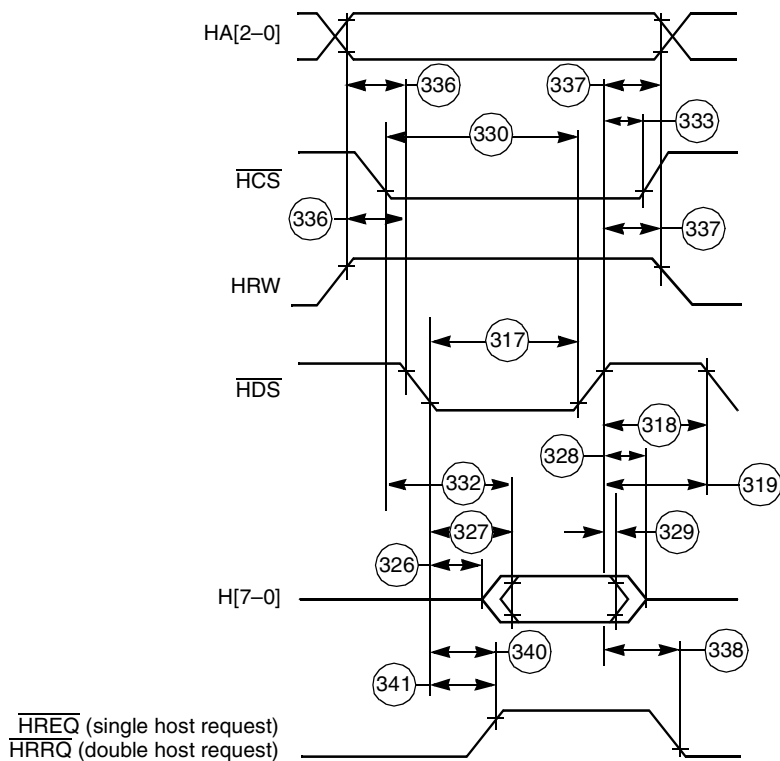 HA[2–0]
336
337
333
330
HCS
336
337
HRW
317
HDS
318
328
332
319
327
329
326
H[7–0]
340
338
341
HREQ (single host request)
HRRQ (double host request)